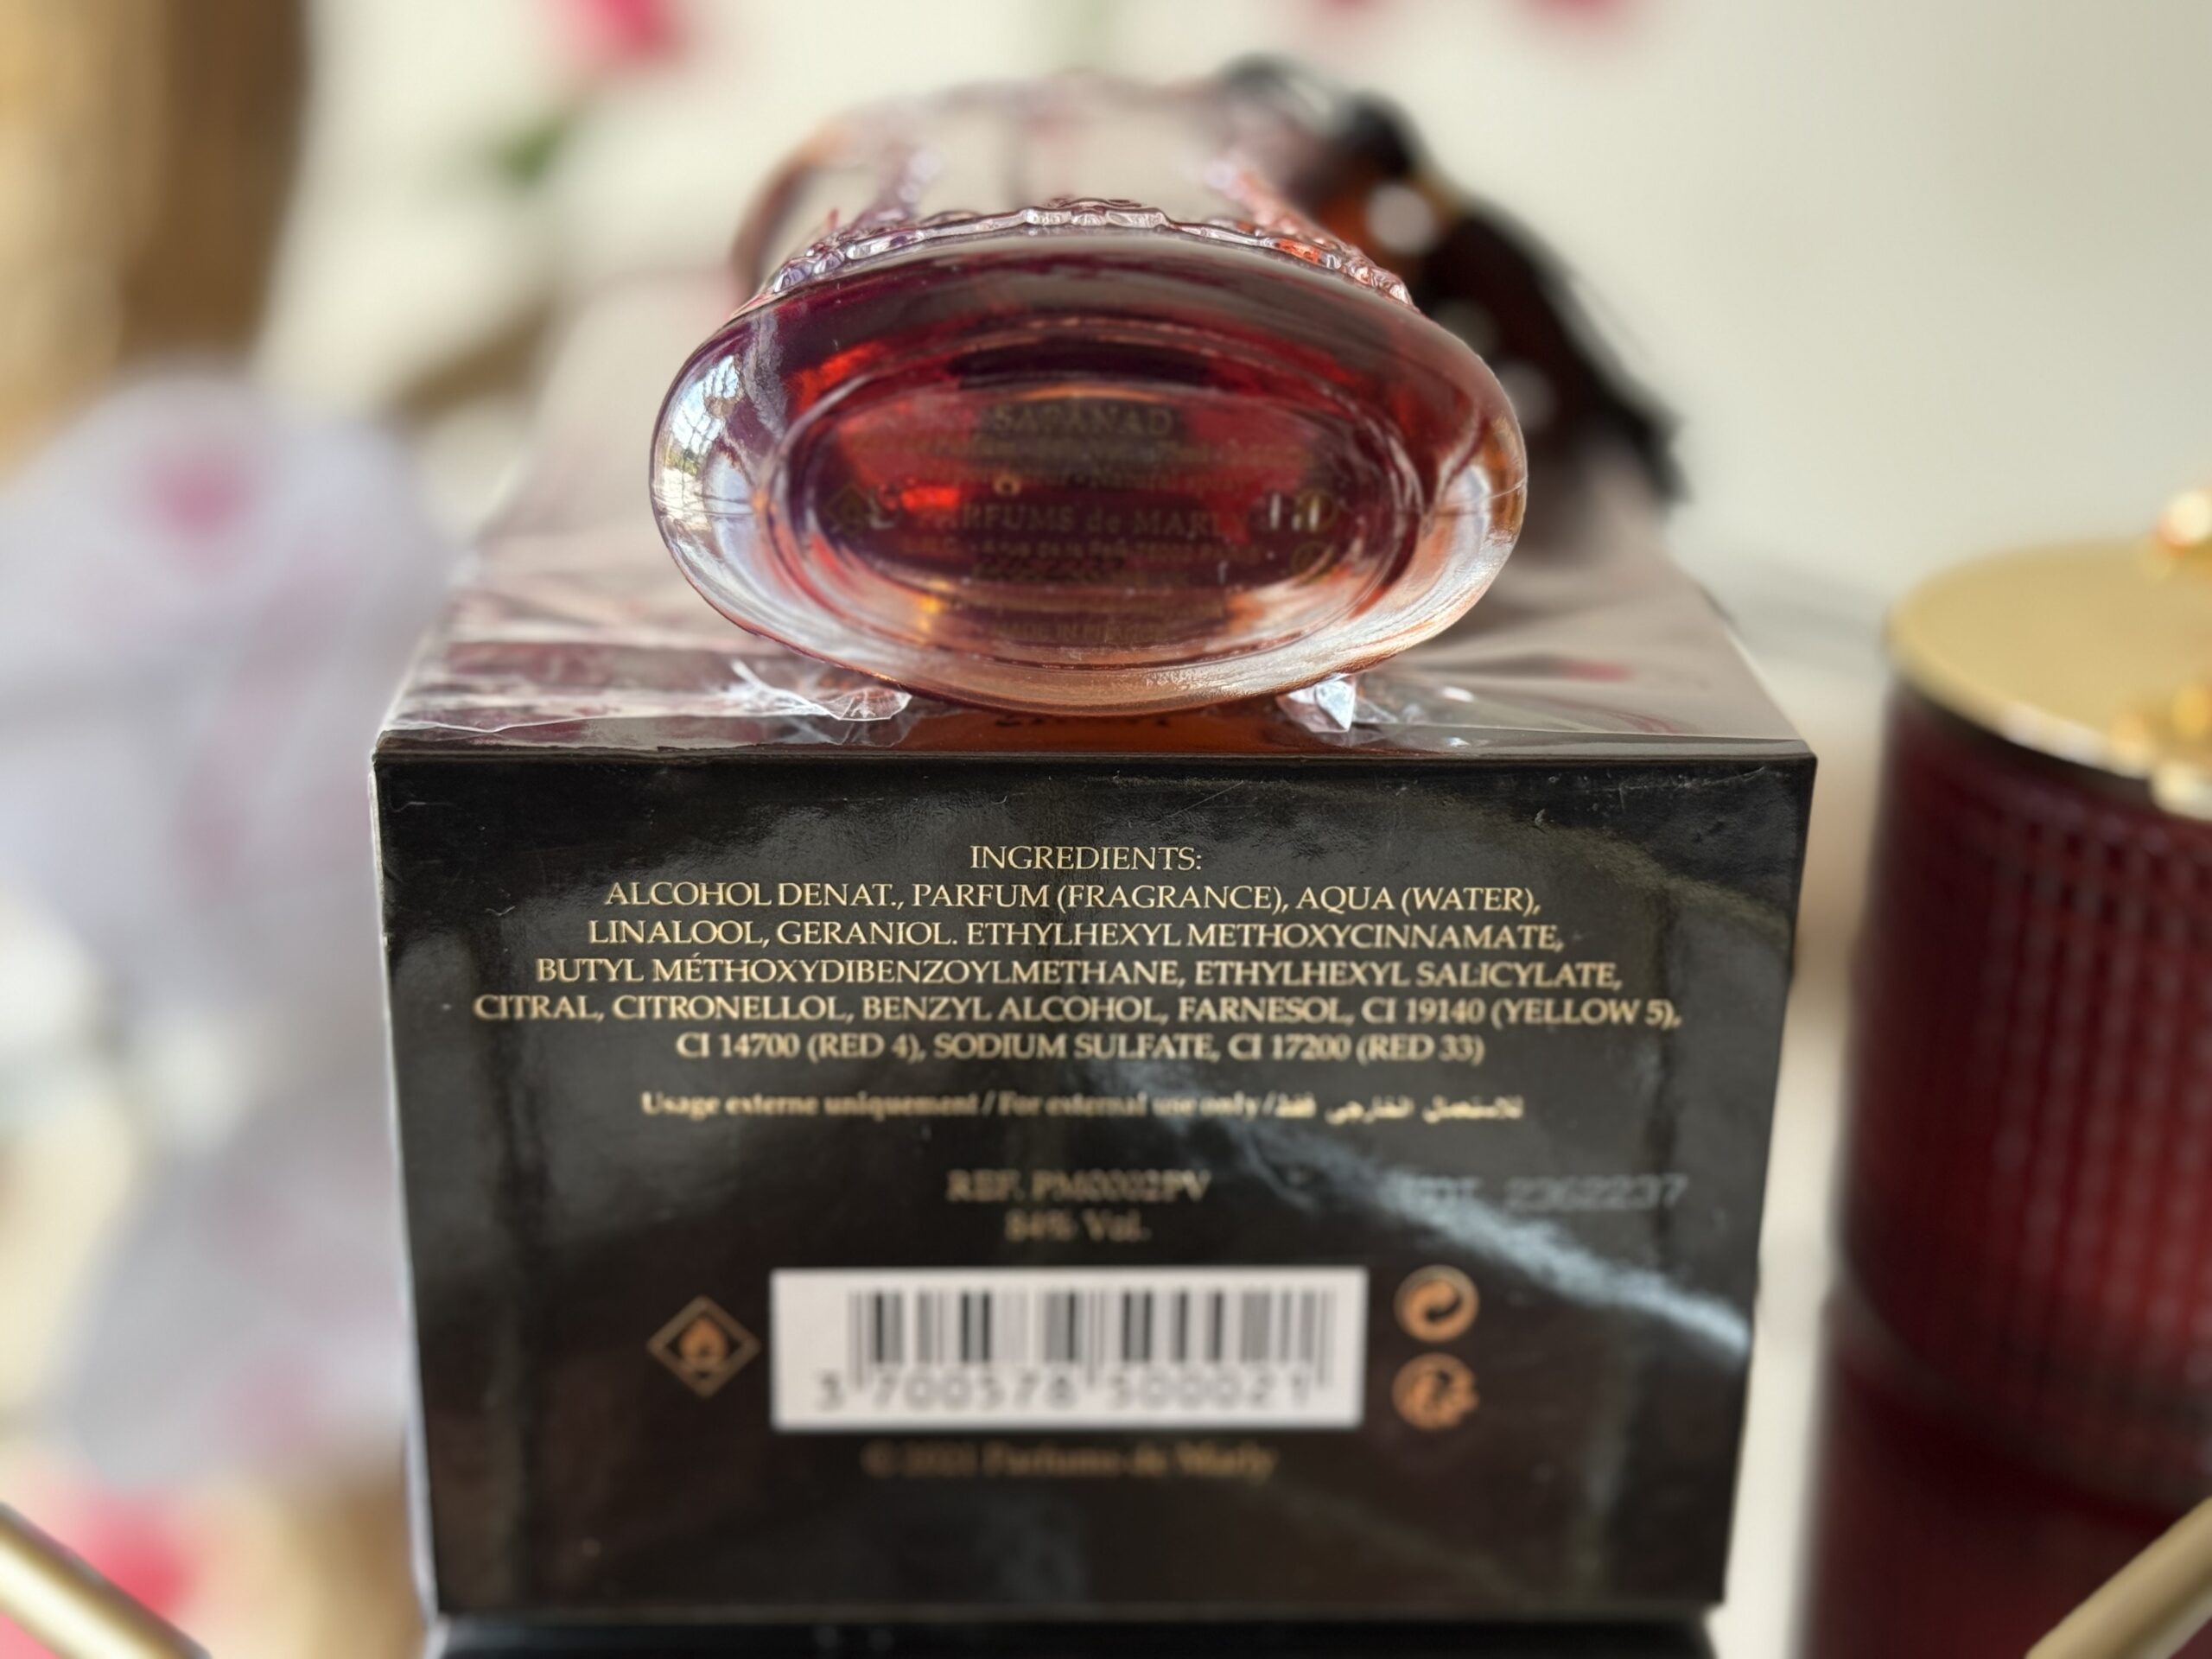 SAFANAD
PARFUMS de MARLY
INGREDIENTS:
ALCOHOL DENAT., PARFUM (FRAGRANCE), AQUA (WATER),
LINALOOL, GERANIOL. ETHYLHEXYL METHOXYCINNAMATE,
BUTYL MÉTHOXYDIBENZOYLMETHANE, ETHYLHEXYL SALICYLATE,
CITRAL, CITRONELLOL, BENZYL ALCOHOL, FARNESOL, CI 19140 (YELLOW 5),
CI 14700 (RED 4), SODIUM SULFATE, CI 17200 (RED 33)
Usage externe uniquement / For external use only / للاستعمال الخارجي فقط
REF. PM0002PV
84% Vol.
3 700578 500021
© 2021 Parfums de Marly